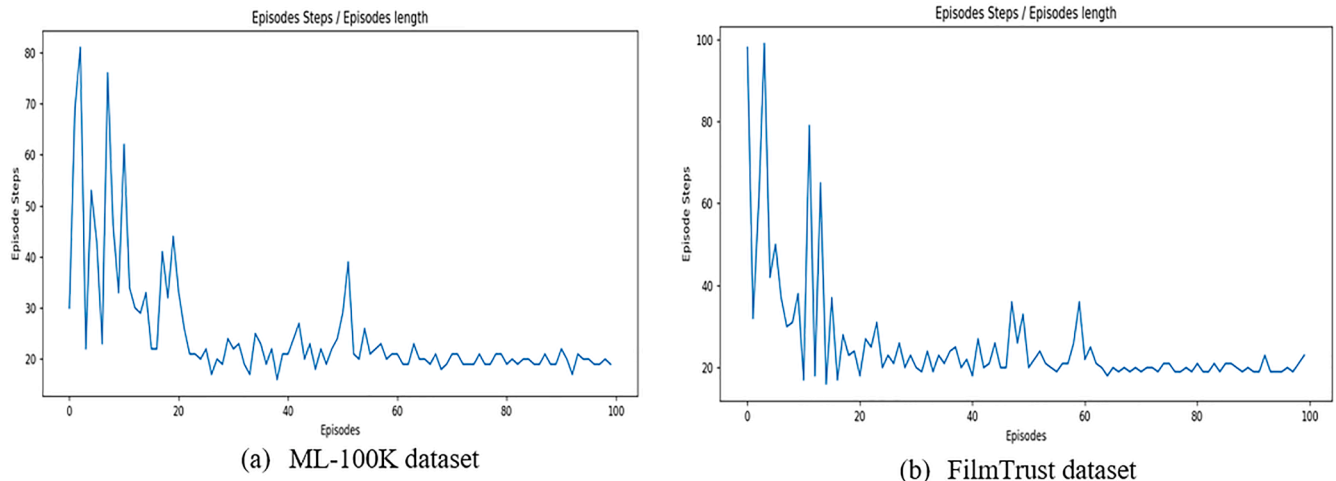 Episodes Steps / Episodes length
80
70
60
50
40
30
20
Episode Steps
0 20 40 60 80 100
Episodes
(a) ML-100K dataset
Episodes Steps / Episodes length
100
80
60
40
20
Episode Steps
0 20 40 60 80 100
Episodes
(b) FilmTrust dataset